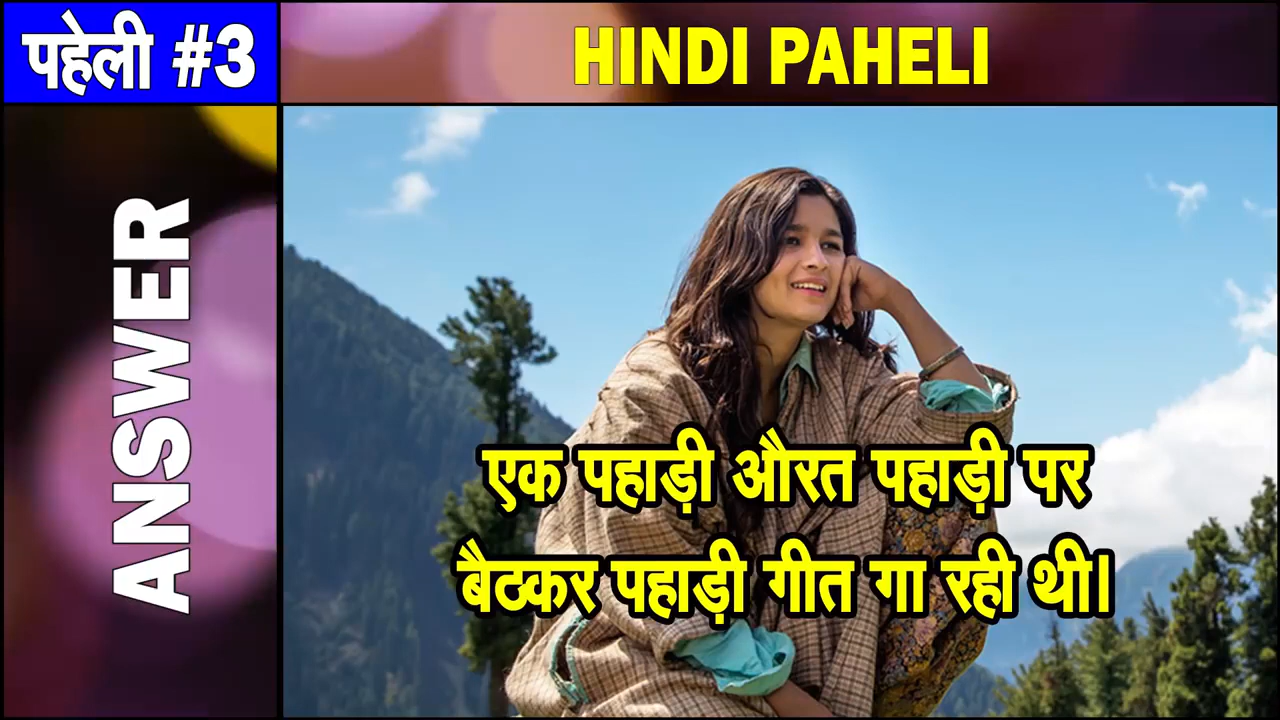 पहेली #3
HINDI PAHELI
ANSWER
एक पहाड़ी औरत पहाड़ी पर
बैठकर पहाड़ी गीत गा रही थी।